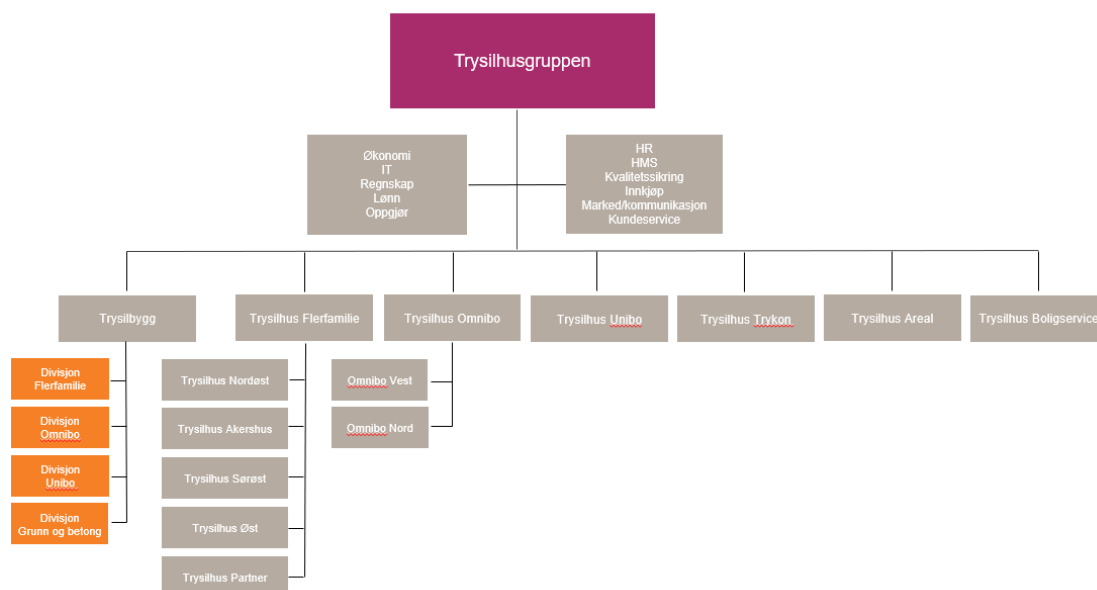 Trysilhusgruppen
Økonomi
IT
Regnskap
Lønn
Oppgjør
HR
HMS
Kvalitetssikring
Innkjøp
Marked/kommunikasjon
Kundeservice
Trysilbygg
Trysilhus Flerfamilie
Trysilhus Omnibo
Trysilhus Unibo
Trysilhus Trykon
Trysilhus Areal
Trysilhus Boligservice
Divisjon
Flerfamilie
Divisjon
Omnibo
Divisjon
Unibo
Divisjon
Grunn og betong
Trysilhus Nordøst
Trysilhus Akershus
Trysilhus Sørøst
Trysilhus Øst
Trysilhus Partner
Omnibo Vest
Omnibo Nord